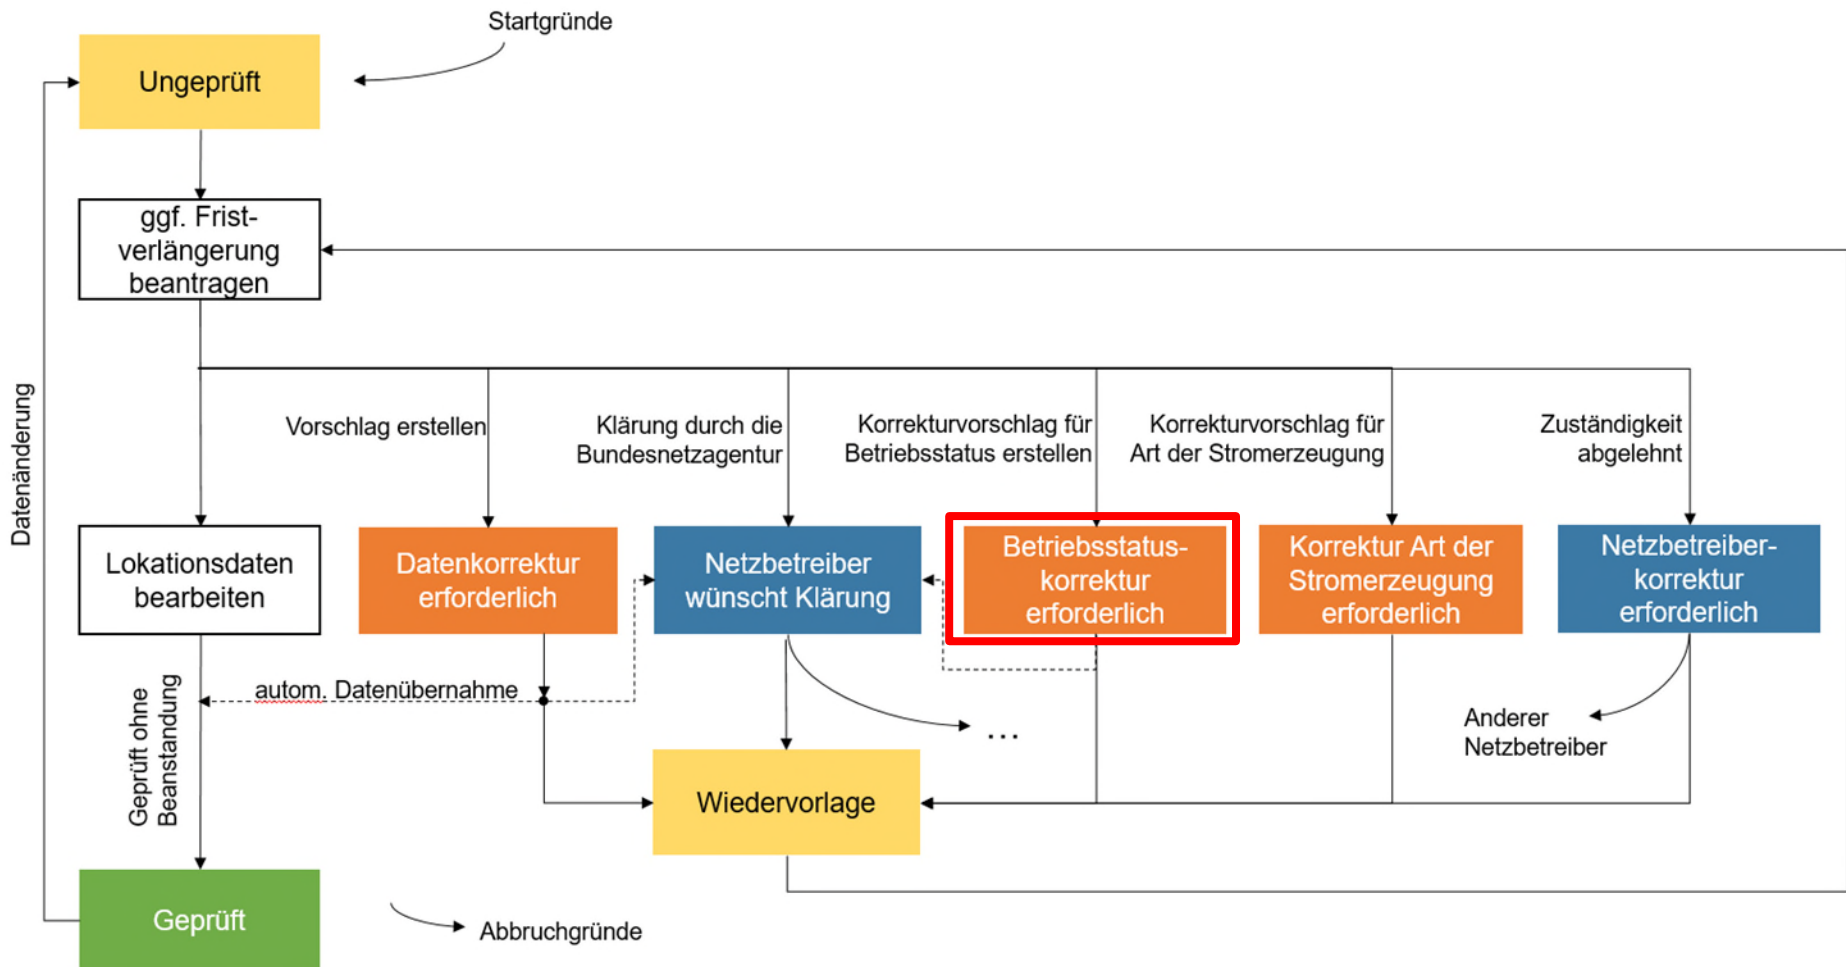 Startgründe
Ungeprüft
ggf. Frist-
verlängerung
beantragen
Datenänderung
Vorschlag erstellen
Klärung durch die
Bundesnetzagentur
Korrekturvorschlag für
Betriebsstatus erstellen
Korrekturvorschlag für
Art der Stromerzeugung
Zuständigkeit
abgelehnt
Lokationsdaten
bearbeiten
Datenkorrektur
erforderlich
Netzbetreiber
wünscht Klärung
Betriebsstatus-
korrektur
erforderlich
Korrektur Art der
Stromerzeugung
erforderlich
Netzbetreiber-
korrektur
erforderlich
autom. Datenübernahme
Geprüft ohne
Beanstandung
...
Anderer
Netzbetreiber
Wiedervorlage
Geprüft
Abbruchgründe